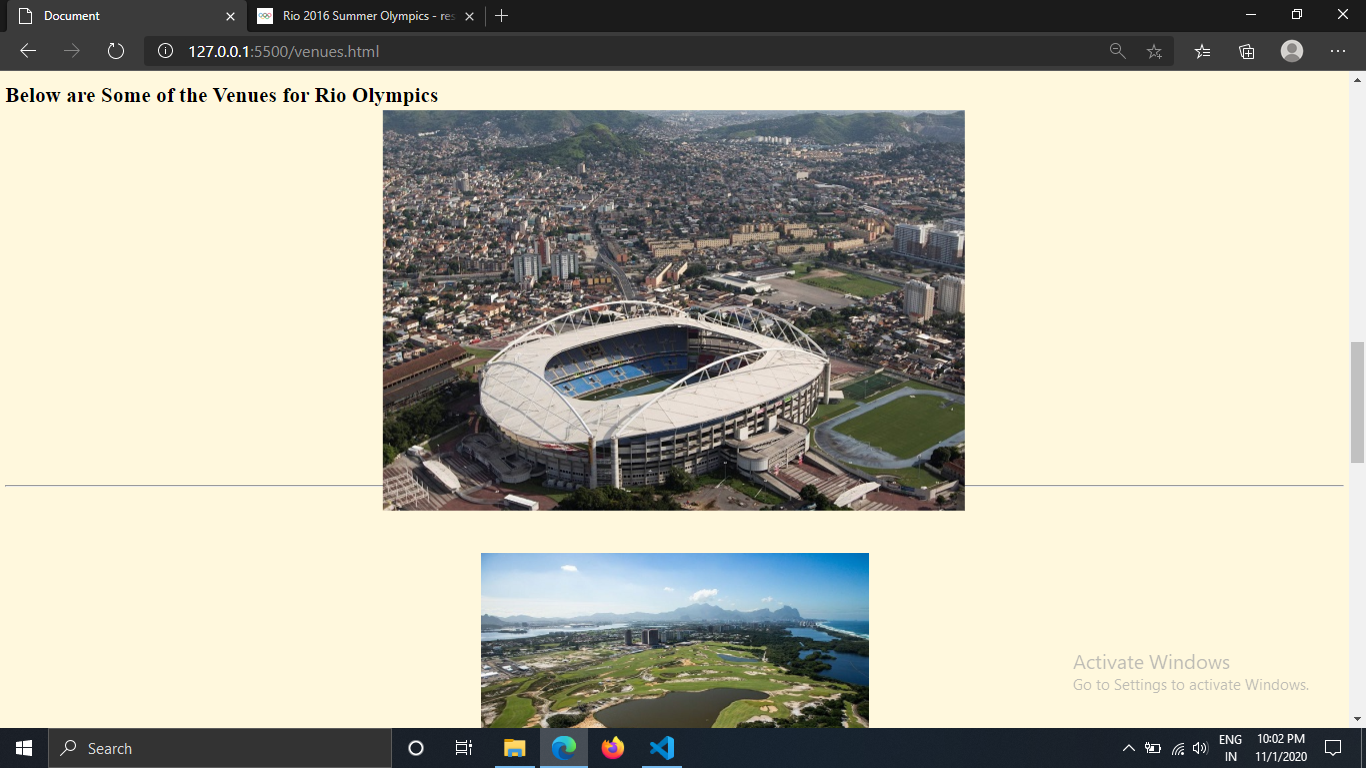 Document
Rio 2016 Summer Olympics - res
127.0.0.1:5500/venues.html
Below are Some of the Venues for Rio Olympics
Activate Windows
Go to Settings to activate Windows.
Search
ENG
IN
10:02 PM
11/1/2020